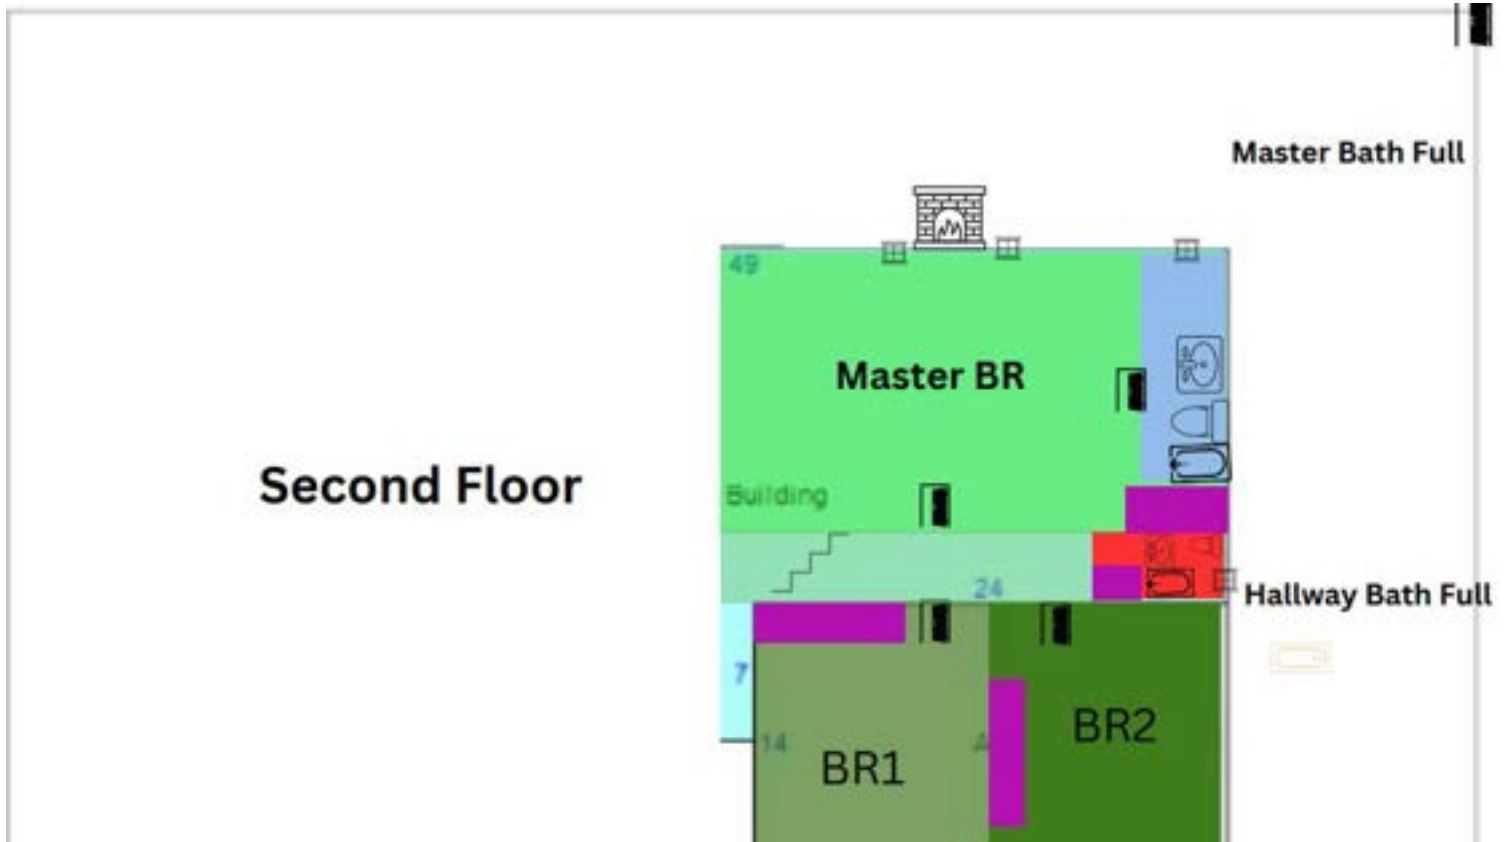 Master Bath Full
49
Master BR
Second Floor
Building
24
Hallway Bath Full
7
14
A
BR2
BR1